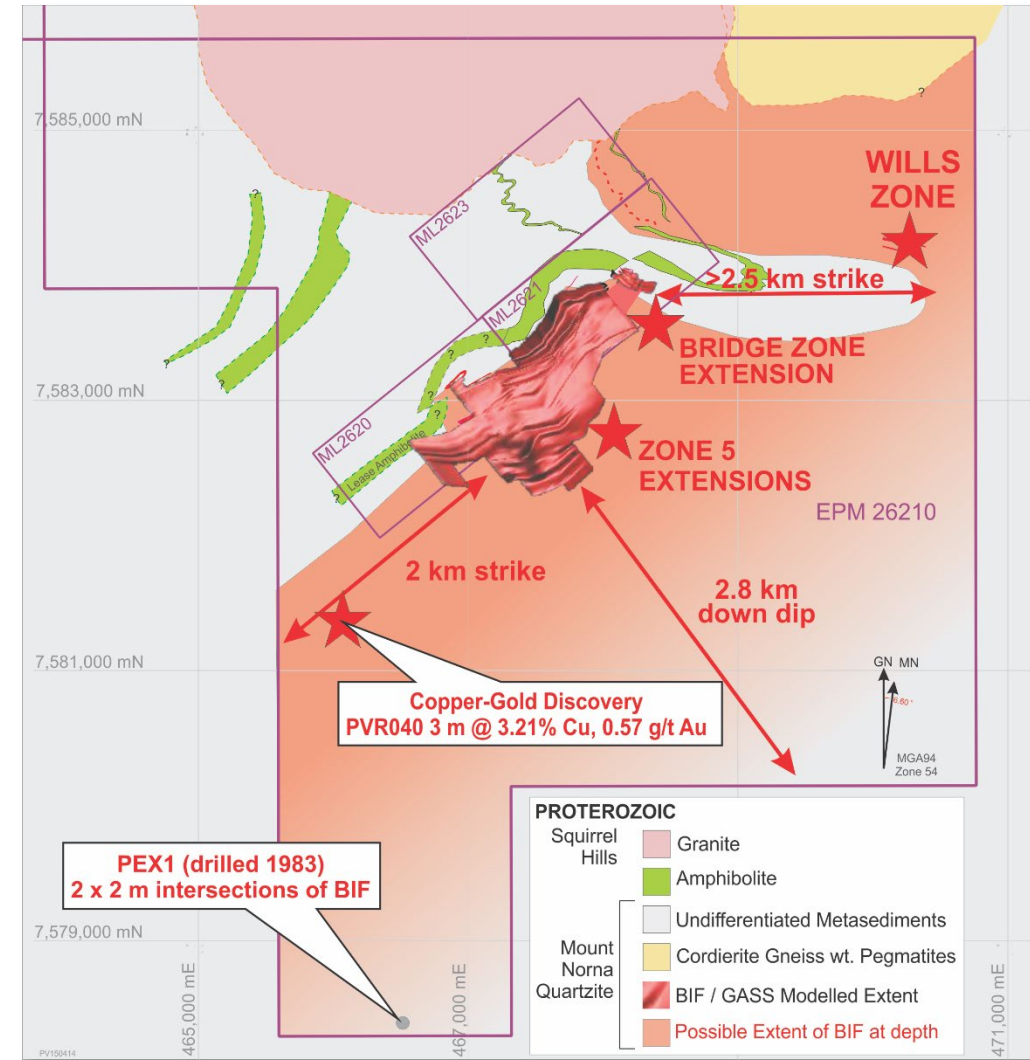 7,585,000 mN
?
WILLS
ZONE
ML2623
?
?
>2.5 km strike
ML2621
BRIDGE ZONE
EXTENSION
7,583,000 mN
?
?
?
?
?
ML2620
Lease Amphibolite
?
ZONE 5
EXTENSIONS
EPM 26210
2 km strike
2.8 km
down dip
7,581,000 mN
GN MN
6.60 °
MGA94
Zone 54
Copper-Gold Discovery
PVR040 3 m @ 3.21% Cu, 0.57 g/t Au
PROTEROZOIC
Squirrel
Hills
Granite
Amphibolite
Mount
Norna
Quartzite
Undifferentiated Metasediments
Cordierite Gneiss wt. Pegmatites
BIF / GASS Modelled Extent
Possible Extent of BIF at depth
PEX1 (drilled 1983)
2 x 2 m intersections of BIF
7,579,000 mN
465,000 mE
467,000 mE
471,000 mE
PV150414